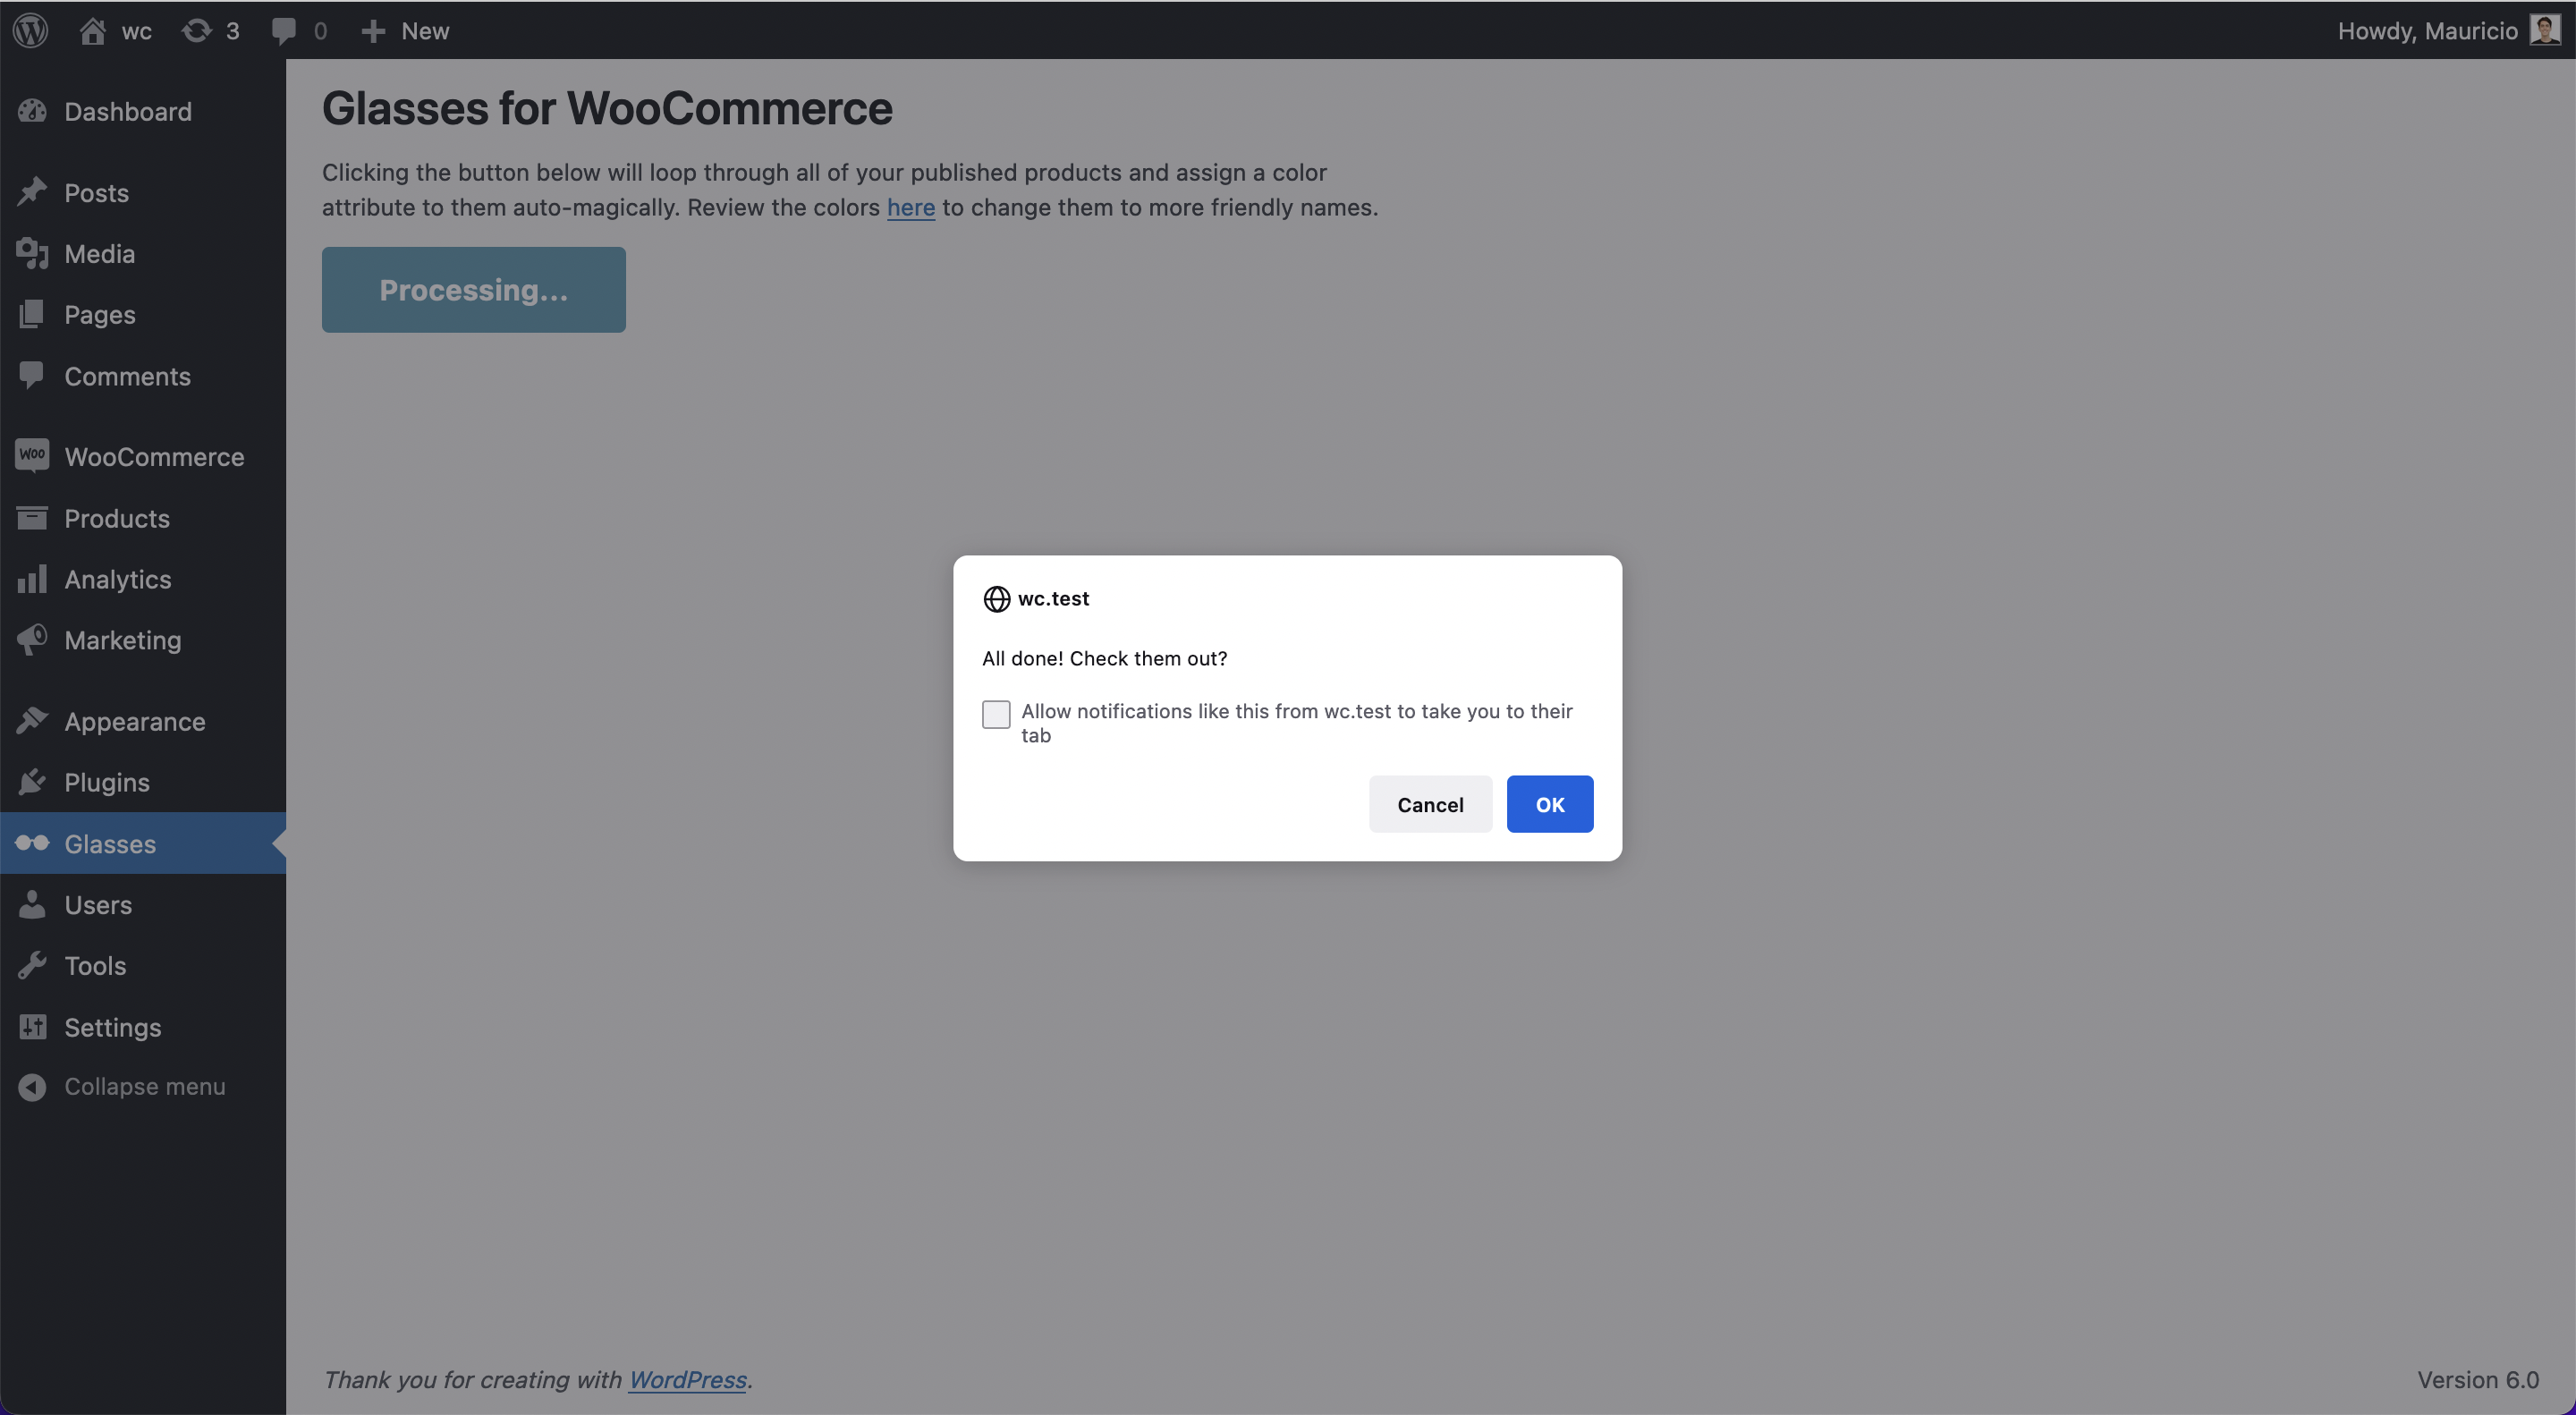 wc 3 0 New Howdy, Mauricio
Dashboard
Posts
Media
Pages
Comments
Woo WooCommerce
Products
Analytics
Marketing
Appearance
Plugins
Glasses
Users
Tools
Settings
Collapse menu
Glasses for WooCommerce
Clicking the button below will loop through all of your published products and assign a color
attribute to them auto-magically. Review the colors here to change them to more friendly names.
Processing...
wc.test
All done! Check them out?
Allow notifications like this from wc.test to take you to their
tab
Cancel OK
Thank you for creating with WordPress. Version 6.0